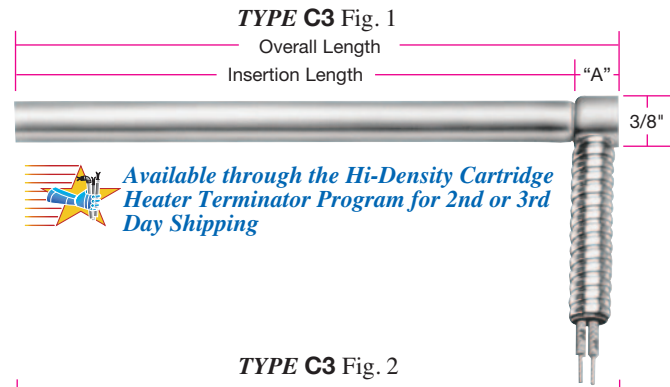 TYPE C3 Fig. 1
Overall Length
Insertion Length
“A”
3/8"
Available through the Hi-Density Cartridge
Heater Terminator Program for 2nd or 3rd
Day Shipping
TYPE C3 Fig. 2